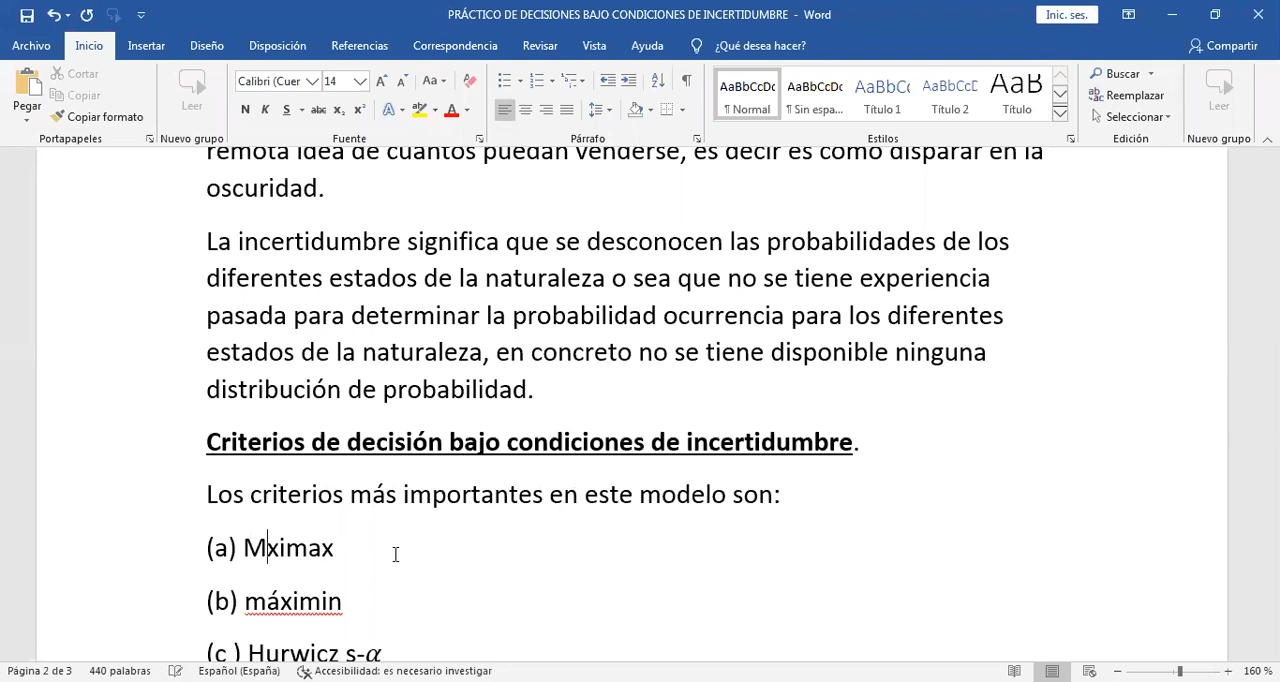 PRÁCTICO DE DECISIONES BAJO CONDICIONES DE INCERTIDUMBRE - Word
Inic. ses.
Archivo Inicio Insertar Diseño Disposición Referencias Correspondencia Revisar Vista Ayuda ¿Qué desea hacer? Compartir
Pegar
Cortar
Copiar
Copiar formato
Portapapeles
Leer
Nuevo grupo
Calibri (Cuer 14
Aa
N K S abc x₂ x² A A
Fuente
Párrafo
AaBbCcDc AaBbCcDc AaBbCc AaBbCcD AaB
¶ Normal ¶ Sin espa... Título 1 Título 2 Título
Estilos
Buscar
Reemplazar
Seleccionar
Edición
Leer
Nuevo grupo
remota idea de cuantos puedan venderse, es decir es como disparar en la
oscuridad.
La incertidumbre significa que se desconocen las probabilidades de los
diferentes estados de la naturaleza o sea que no se tiene experiencia
pasada para determinar la probabilidad ocurrencia para los diferentes
estados de la naturaleza, en concreto no se tiene disponible ninguna
distribución de probabilidad.
Criterios de decisión bajo condiciones de incertidumbre.
Los criterios más importantes en este modelo son:
(a) Mximax
(b) máximin
(c ) Hurwicz s-α
Página 2 de 3 440 palabras Español (España) Accesibilidad: es necesario investigar 160 %